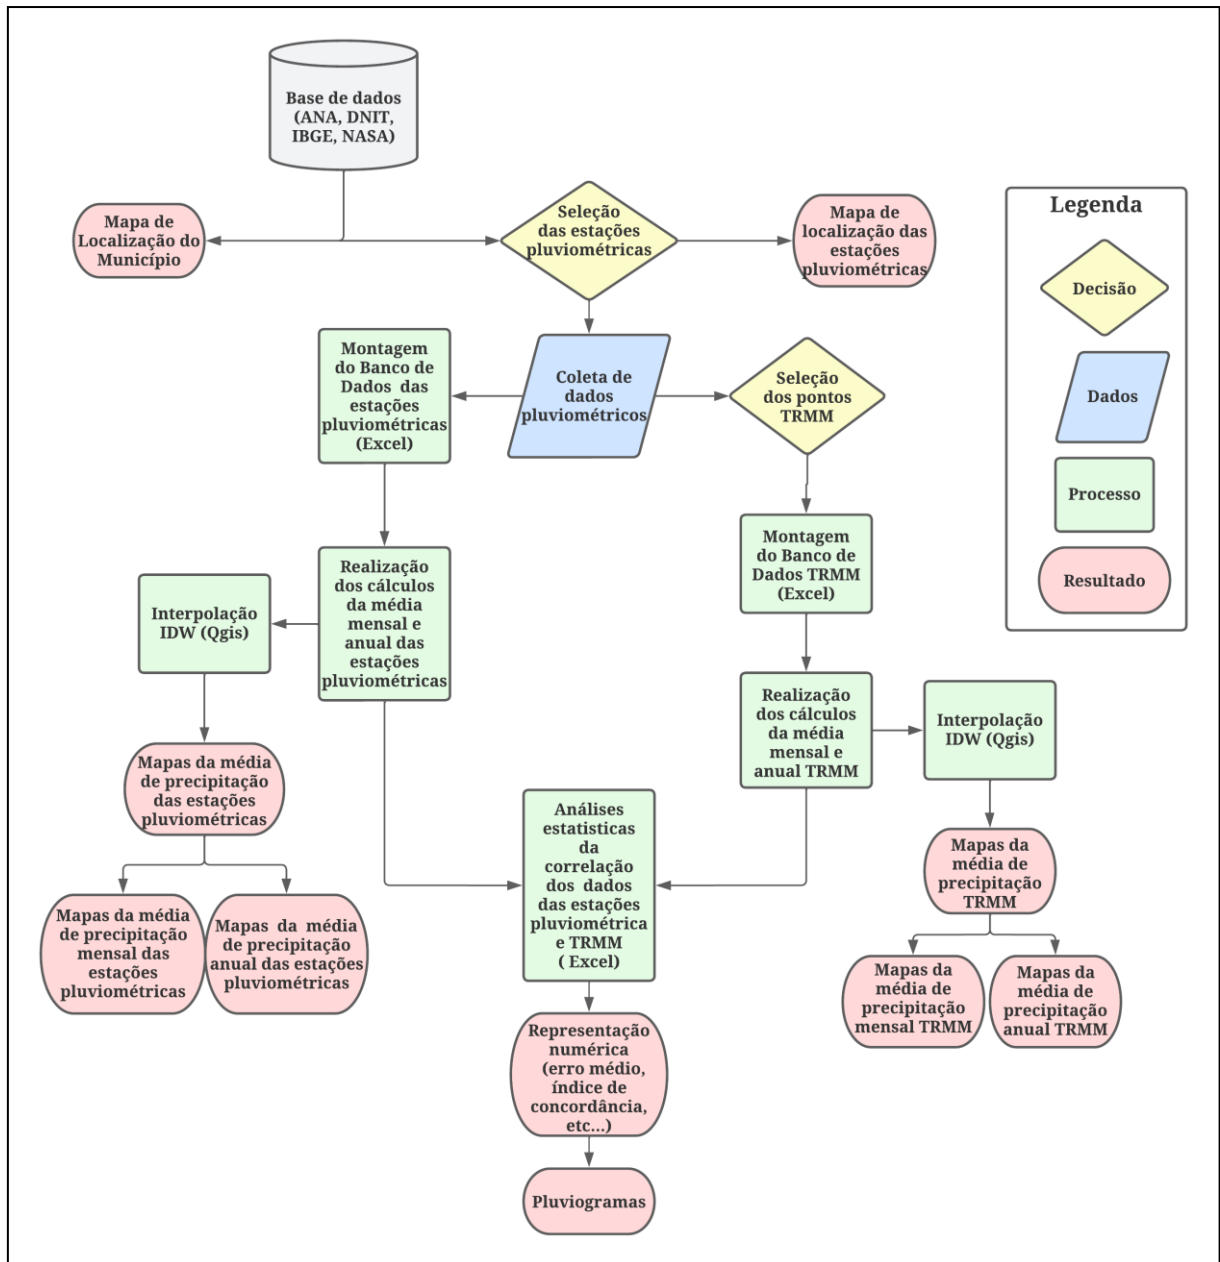 Base de dados
(ANA, DNIT,
IBGE, NASA)
Mapa de
Localização do
Município
Seleção
das estações
pluviométricas
Mapa de
localização das
estações
pluviométricas
Legenda
Decisão
Dados
Processo
Resultado
Montagem
do Banco de
Dados das
estações
pluviométricas
(Excel)
Coleta de
dados
pluviométricos
Seleção
dos pontos
TRMM
Montagem
do Banco de
Dados TRMM
(Excel)
Realização
dos cálculos
da média
mensal e
anual das
estações
pluviométricas
Interpolação
IDW (Qgis)
Realização
dos cálculos
da média
mensal e
anual TRMM
Interpolação
IDW (Qgis)
Mapas da média
de precipitação
das estações
pluviométricas
Análises
estatisticas
da
correlação
dos dados
das estações
pluviométrica
e TRMM
( Excel)
Mapas da
média de
precipitação
TRMM
Mapas da média
de precipitação
mensal das
estações
pluviométricas
Mapas da média
de precipitação
anual das estações
pluviométricas
Mapas da
média de
precipitação
mensal TRMM
Mapas da
média de
precipitação
anual TRMM
Representação
numérica
(erro médio,
índice de
concordância,
etc...)
Pluviogramas